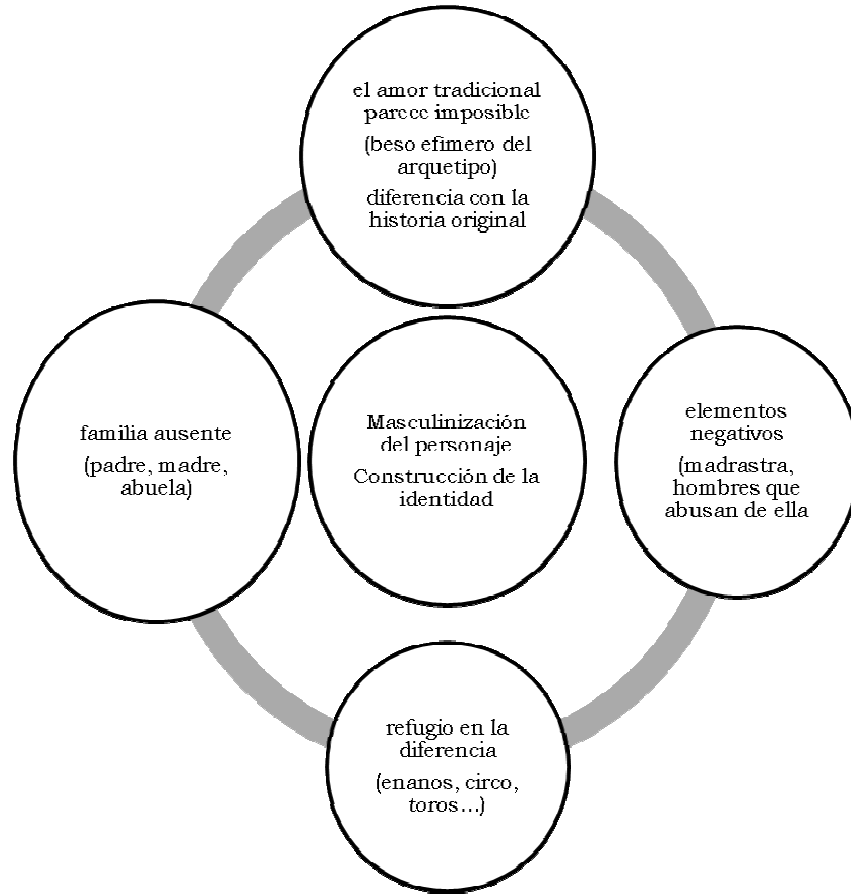 el amor tradicional
parece imposible
(beso efímero del
arquetipo)
diferencia con la
historia original
familia ausente
(padre, madre,
abuela)
Masculinización
del personaje
Construcción de la
identidad
elementos
negativos
(madrastra,
hombres que
abusan de ella
refugio en la
diferencia
(enanos, circo,
toros...)